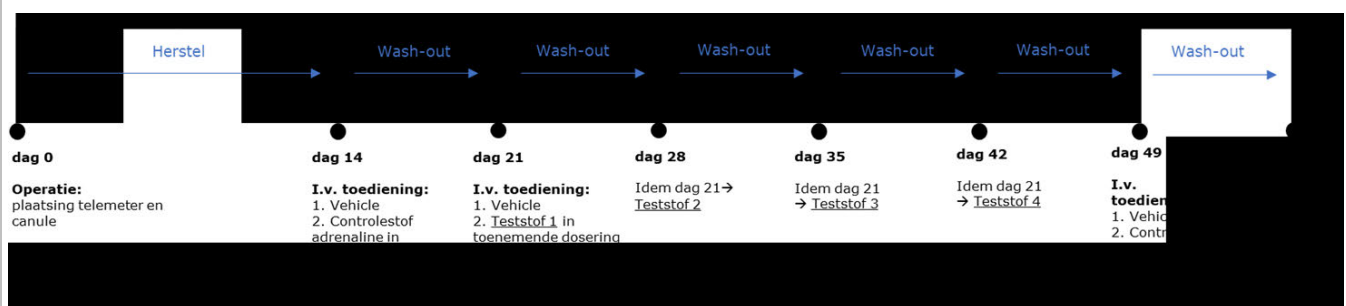 Herstel
Wash-out
Wash-out
Wash-out
Wash-out
Wash-out
Wash-out
dag 0
Operatie:
plaatsing telemeter en
canule
dag 14
I.v. toediening:
1. Vehicle
2. Controlestof
adrenaline in
dag 21
I.v. toediening:
1. Vehicle
2. Teststof 1 in
toenemende dosering
dag 28
Idem dag 21→
Teststof 2
dag 35
Idem dag 21
→ Teststof 3
dag 42
Idem dag 21
→ Teststof 4
dag 49
I.v.
1.
2.